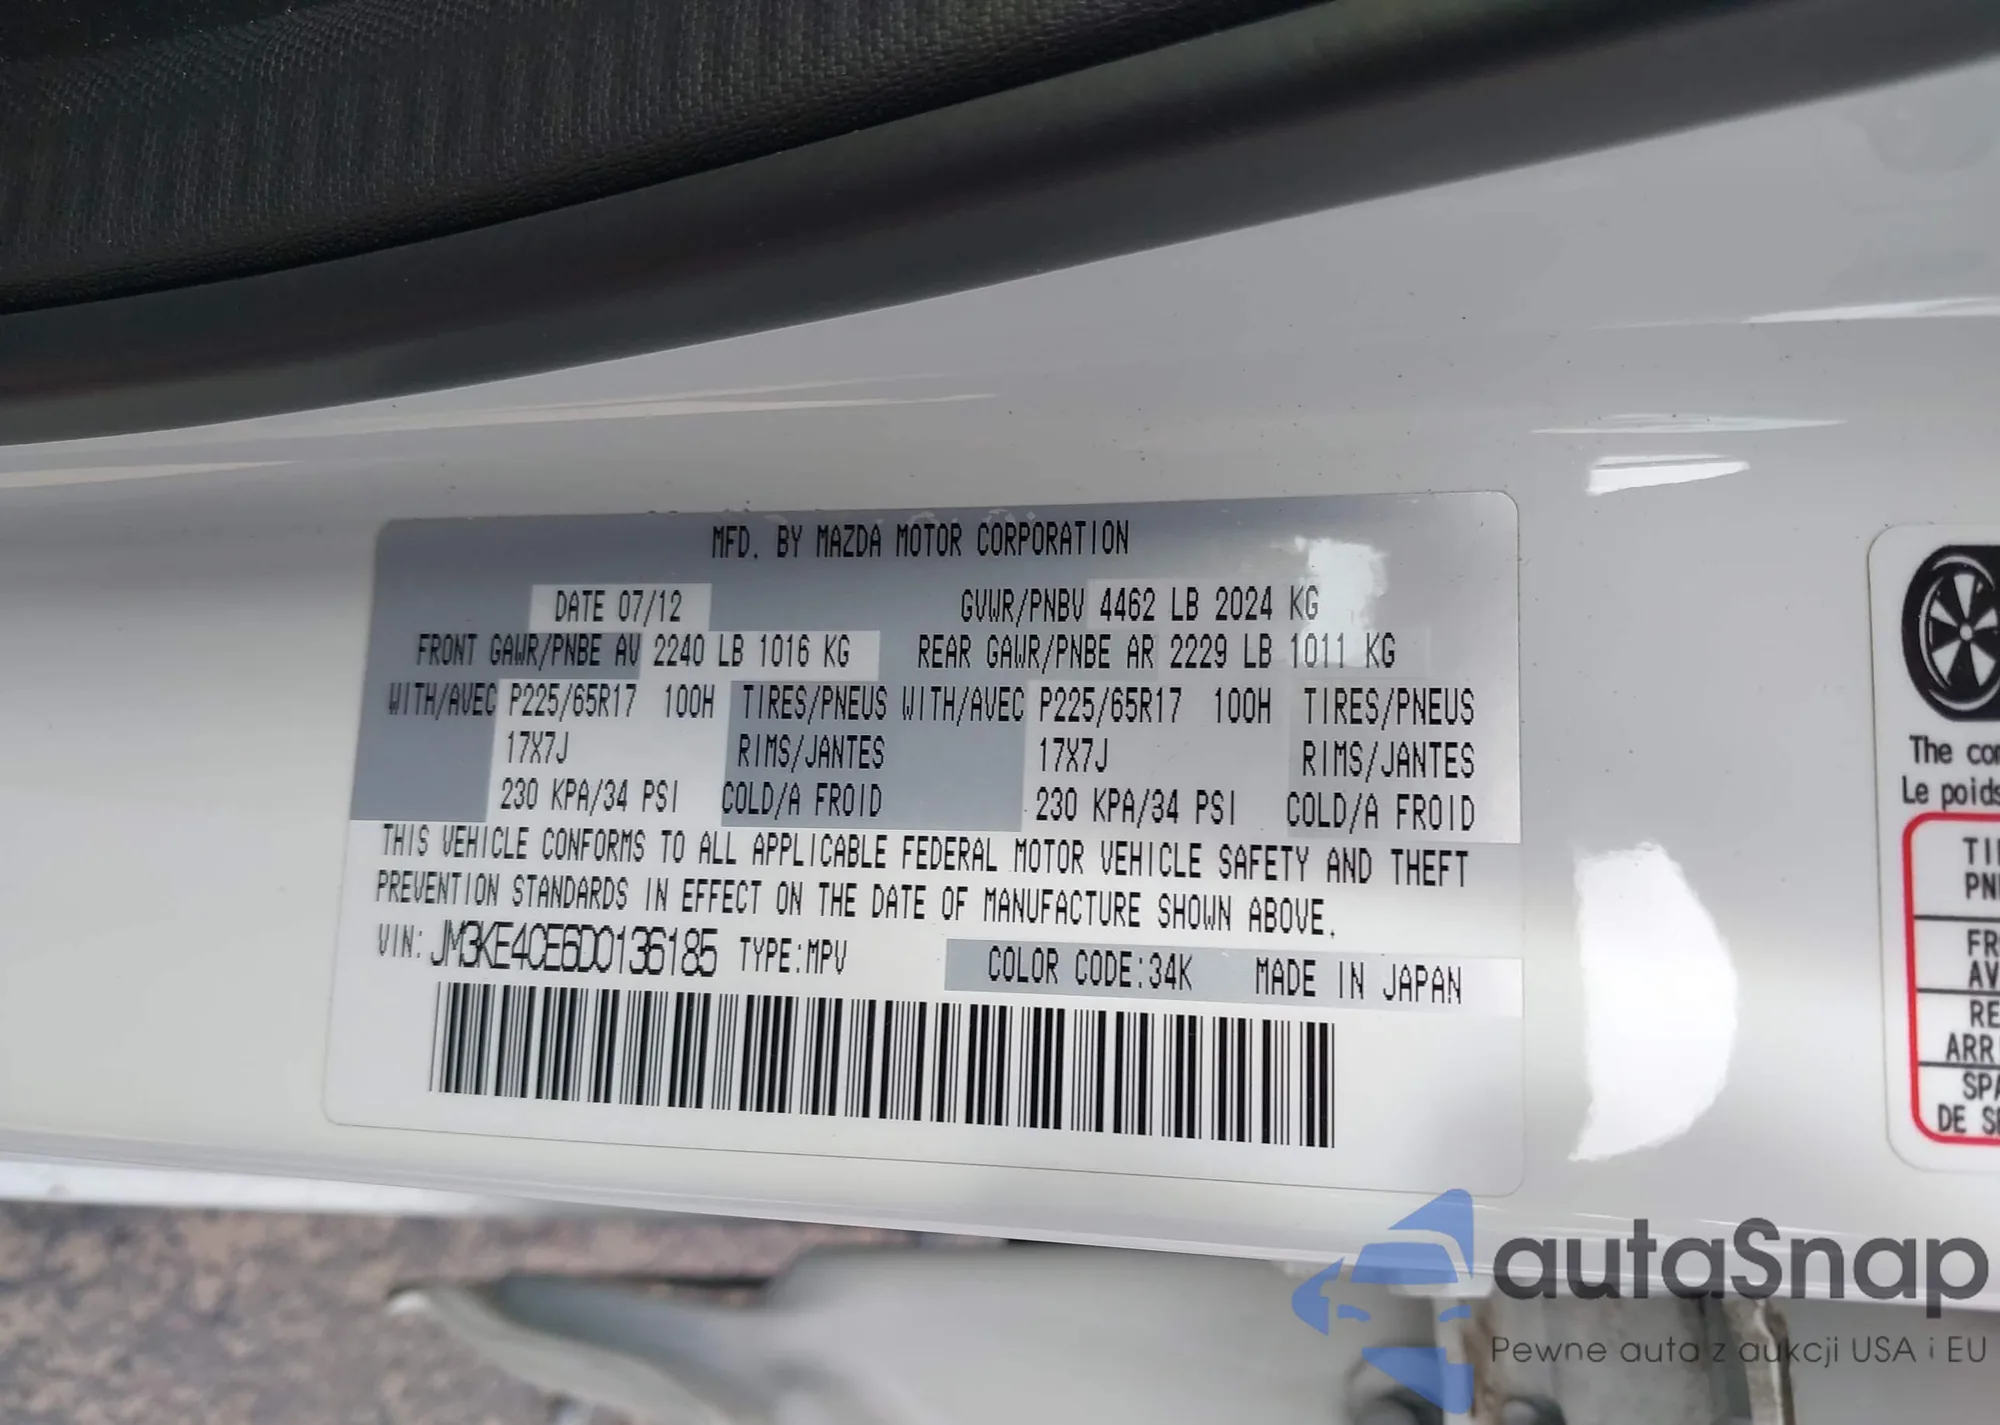 MFD. BY MAZDA MOTOR CORPORATION
DATE 07/12 GVWR/PNBV 4462 LB 2024 KG
FRONT GAWR/PNBE AV 2240 LB 1016 KG REAR GAWR/PNBE AR 2229 LB 1011 KG
WITH/AVEC P225/65R17 100H TIRES/PNEUS WITH/AVEC P225/65R17 100H TIRES/PNEUS
17X7J RIMS/JANTES 17X7J RIMS/JANTES
230 KPA/34 PSI COLD/A FROID 230 KPA/34 PSI COLD/A FROID
THIS VEHICLE CONFORMS TO ALL APPLICABLE FEDERAL MOTOR VEHICLE SAFETY AND THEFT
PREVENTION STANDARDS IN EFFECT ON THE DATE OF MANUFACTURE SHOWN ABOVE.
VIN: JM3KE4CE6D0136185 TYPE:MPV COLOR CODE:34K MADE IN JAPAN
The
Le poids
DE
autaSnap
Pewne auta z aukcji USA i EU